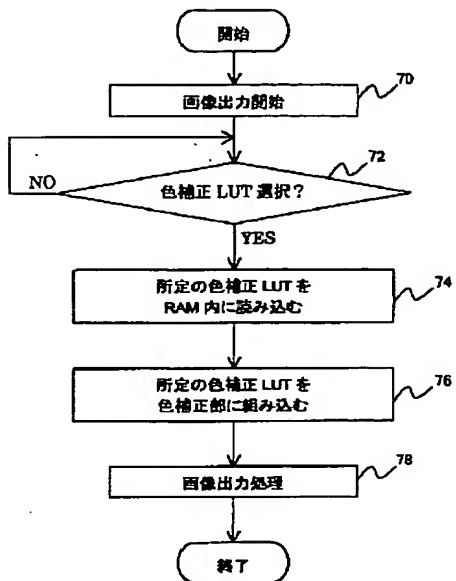 開始
画像出力開始
70
72
色補正 LUT 選択？
NO
YES
所定の色補正 LUT を
RAM 内に読み込む
74
所定の色補正 LUT を
色補正部に組み込む
76
画像出力処理
78
終了